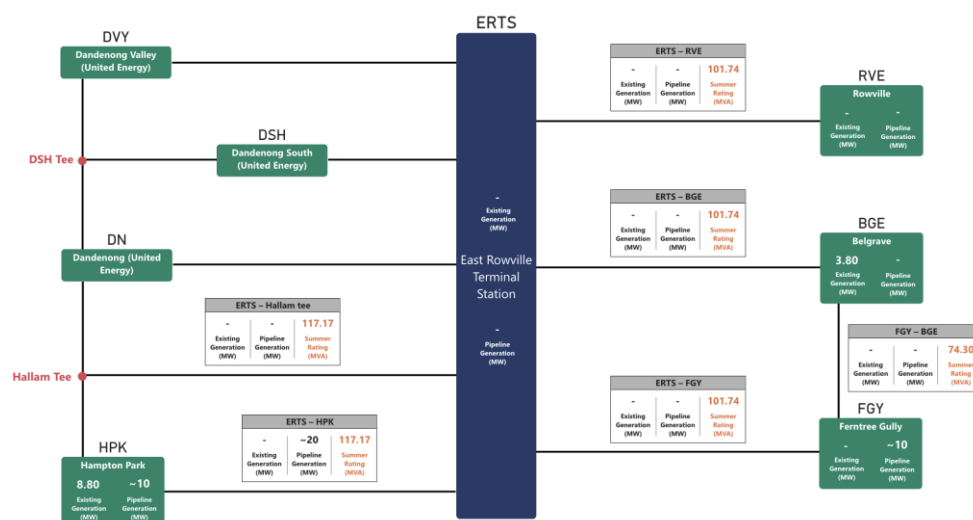 ERTS
DVY
Dandenong Valley
(United Energy)
DSH Tee
DSH
Dandenong South
(United Energy)
DN
Dandenong (United
Energy)
ERTS – Hallam tee
- - 117.17
Existing Pipeline Summer
Generation Generation Rating
(MW) (MW) (MVA)
Hallam Tee
HPK
Hampton Park
8.80 ~10
Existing Pipeline
Generation Generation
(MW) (MW)
ERTS – HPK
- ~20 117.17
Existing Pipeline Summer
Generation Generation Rating
(MW) (MW) (MVA)
-
Existing
Generation
(MW)
East Rowville
Terminal
Station
-
Pipeline
Generation
(MW)
ERTS – RVE
- - 101.74
Existing Pipeline Summer
Generation Generation Rating
(MW) (MW) (MVA)
RVE
Rowville
- -
Existing Pipeline
Generation Generation
(MW) (MW)
ERTS – BGE
- - 101.74
Existing Pipeline Summer
Generation Generation Rating
(MW) (MW) (MVA)
BGE
Belgrave
3.80 -
Existing Pipeline
Generation Generation
(MW) (MW)
FGY – BGE
- - 74.30
Existing Pipeline Summer
Generation Generation Rating
(MW) (MW) (MVA)
ERTS – FGY
- - 101.74
Existing Pipeline Summer
Generation Generation Rating
(MW) (MW) (MVA)
FGY
Ferntree Gully
- ~10
Existing Pipeline
Generation Generation
(MW) (MW)